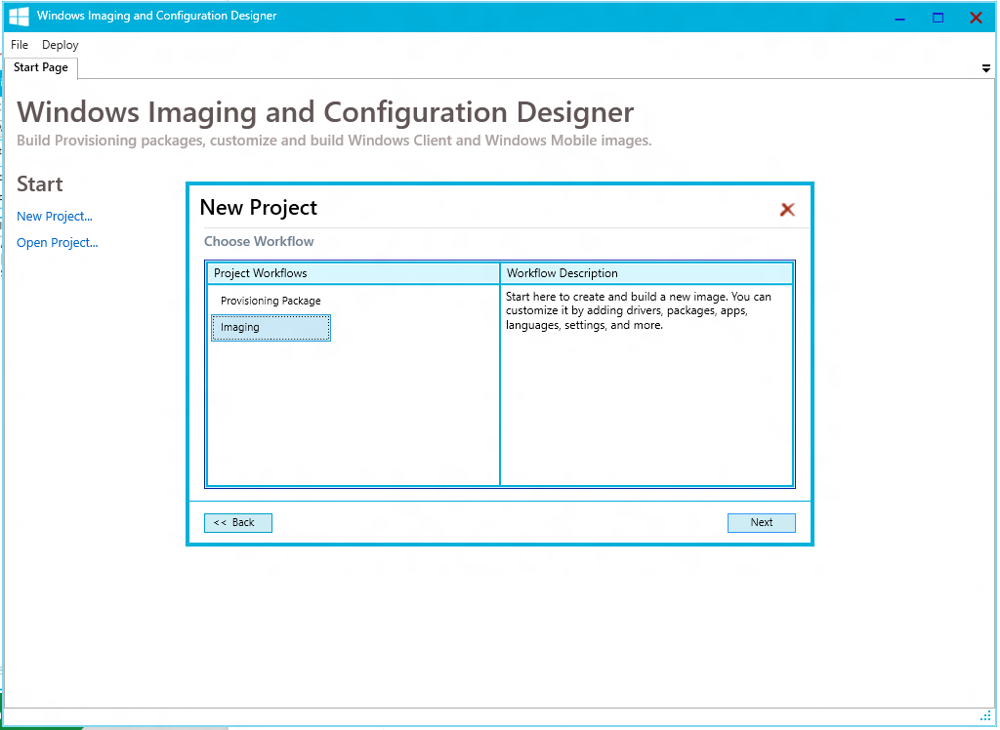 Windows Imaging and Configuration Designer
File Deploy
Start Page
Windows Imaging and Configuration Designer
Build Provisioning packages, customize and build Windows Client and Windows Mobile images.
Start
New Project...
Open Project...
New Project
Choose Workflow
Project Workflows
Provisioning Package
Imaging
Workflow Description
Start here to create and build a new image. You can
customize it by adding drivers, packages, apps,
languages, settings, and more.
<< Back
Next